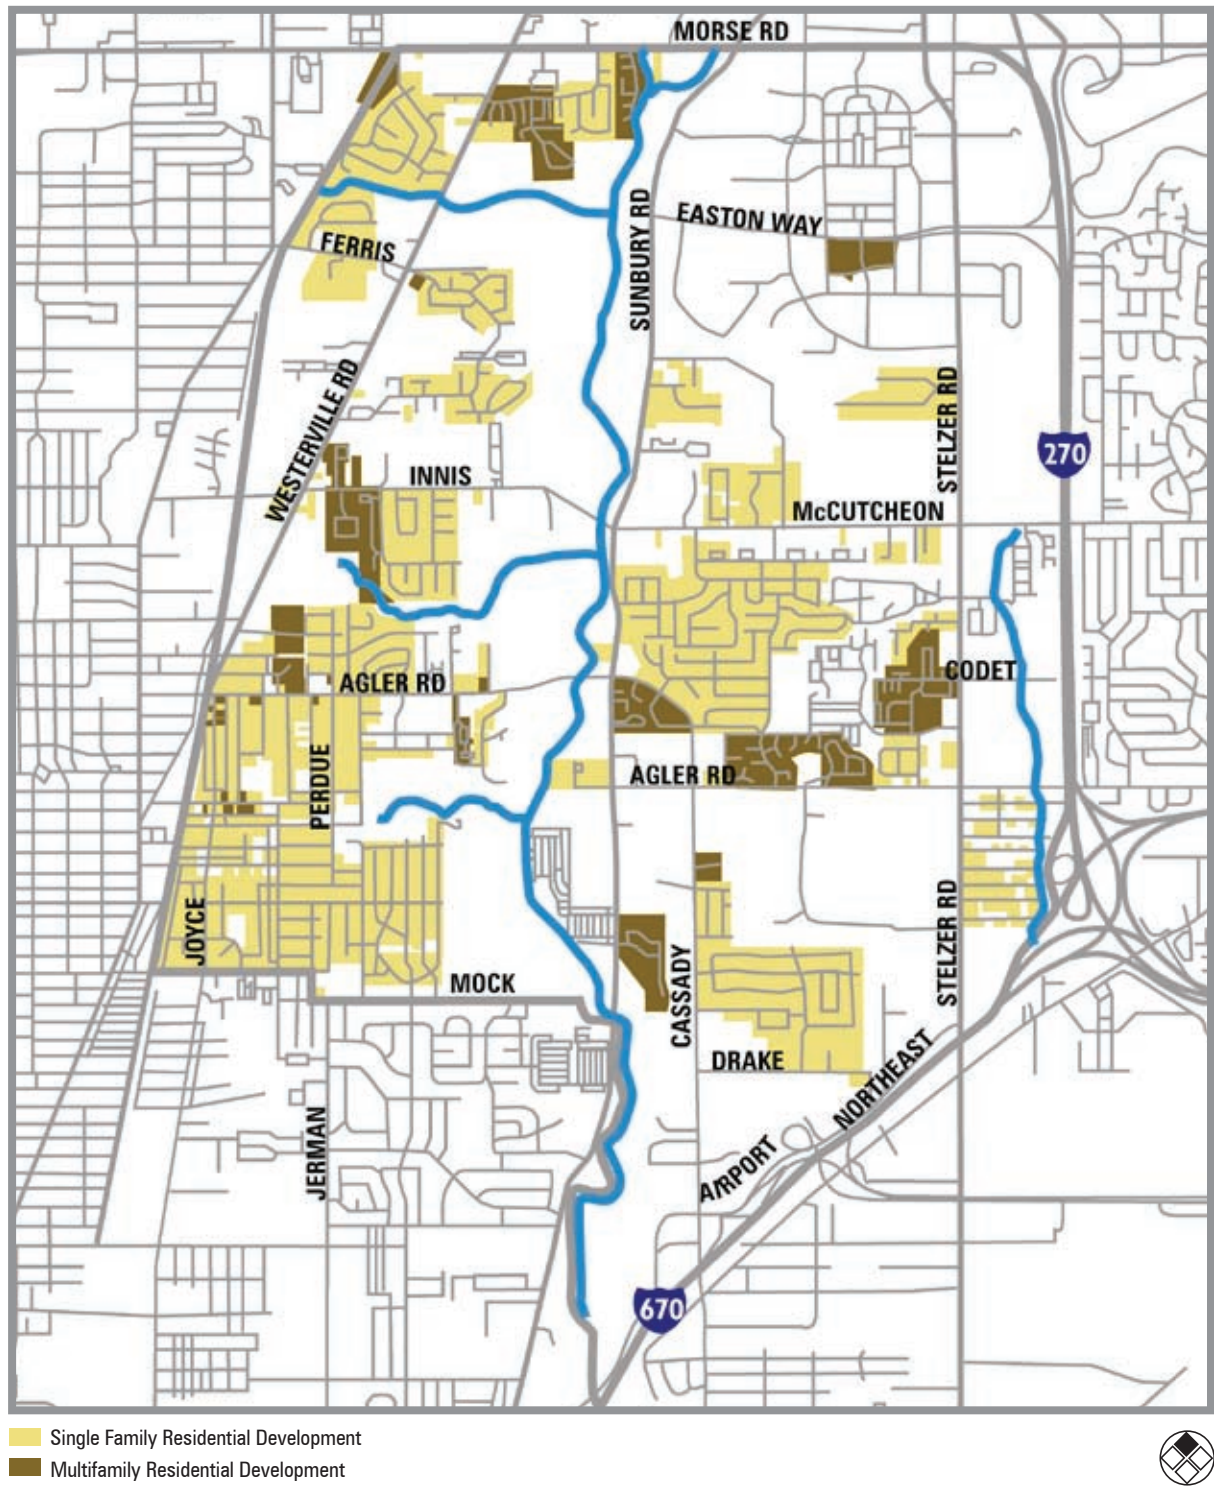 MORSE RD
SUNBURY RD
EASTON WAY
FERRIS
WESTERVILLE RD
STELZER RD
270
INNIS
McCUTCHEON
CODET
AGLER RD
PERDUE
AGLER RD
JOYCE
STELZER RD
MOCK
CASSADY
DRAKE
NORTHEAST
JERMAN
AIRPORT
670
Single Family Residential Development
Multifamily Residential Development